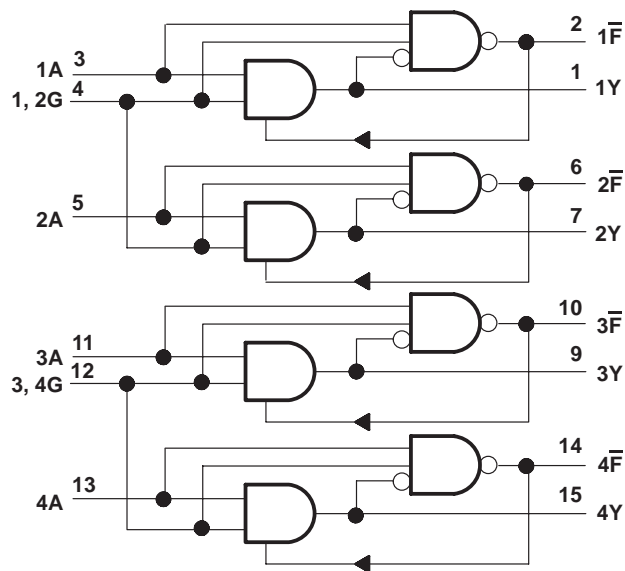 1A 3
1, 2G 4
2 1F̅
1 1Y
2A 5
6 2F̅
7 2Y
3A 11
3, 4G 12
10 3F̅
9 3Y
4A 13
14 4F̅
15 4Y